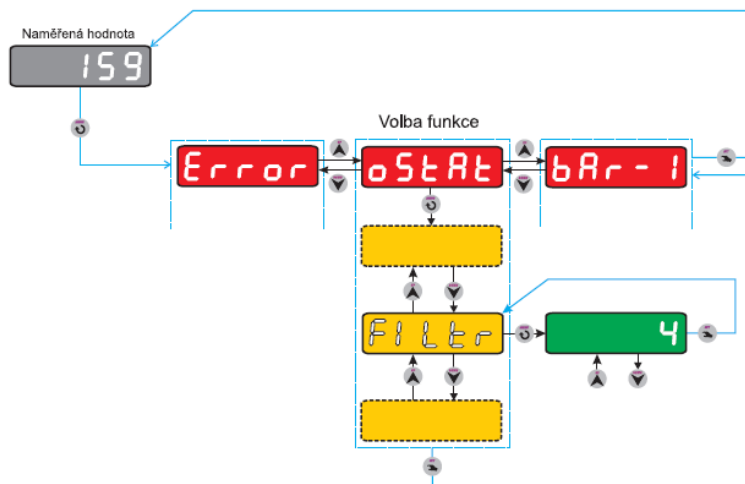 Naměřená hodnota
159
Volba funkce
Error
oStAt
bAr-1
FILtr
4